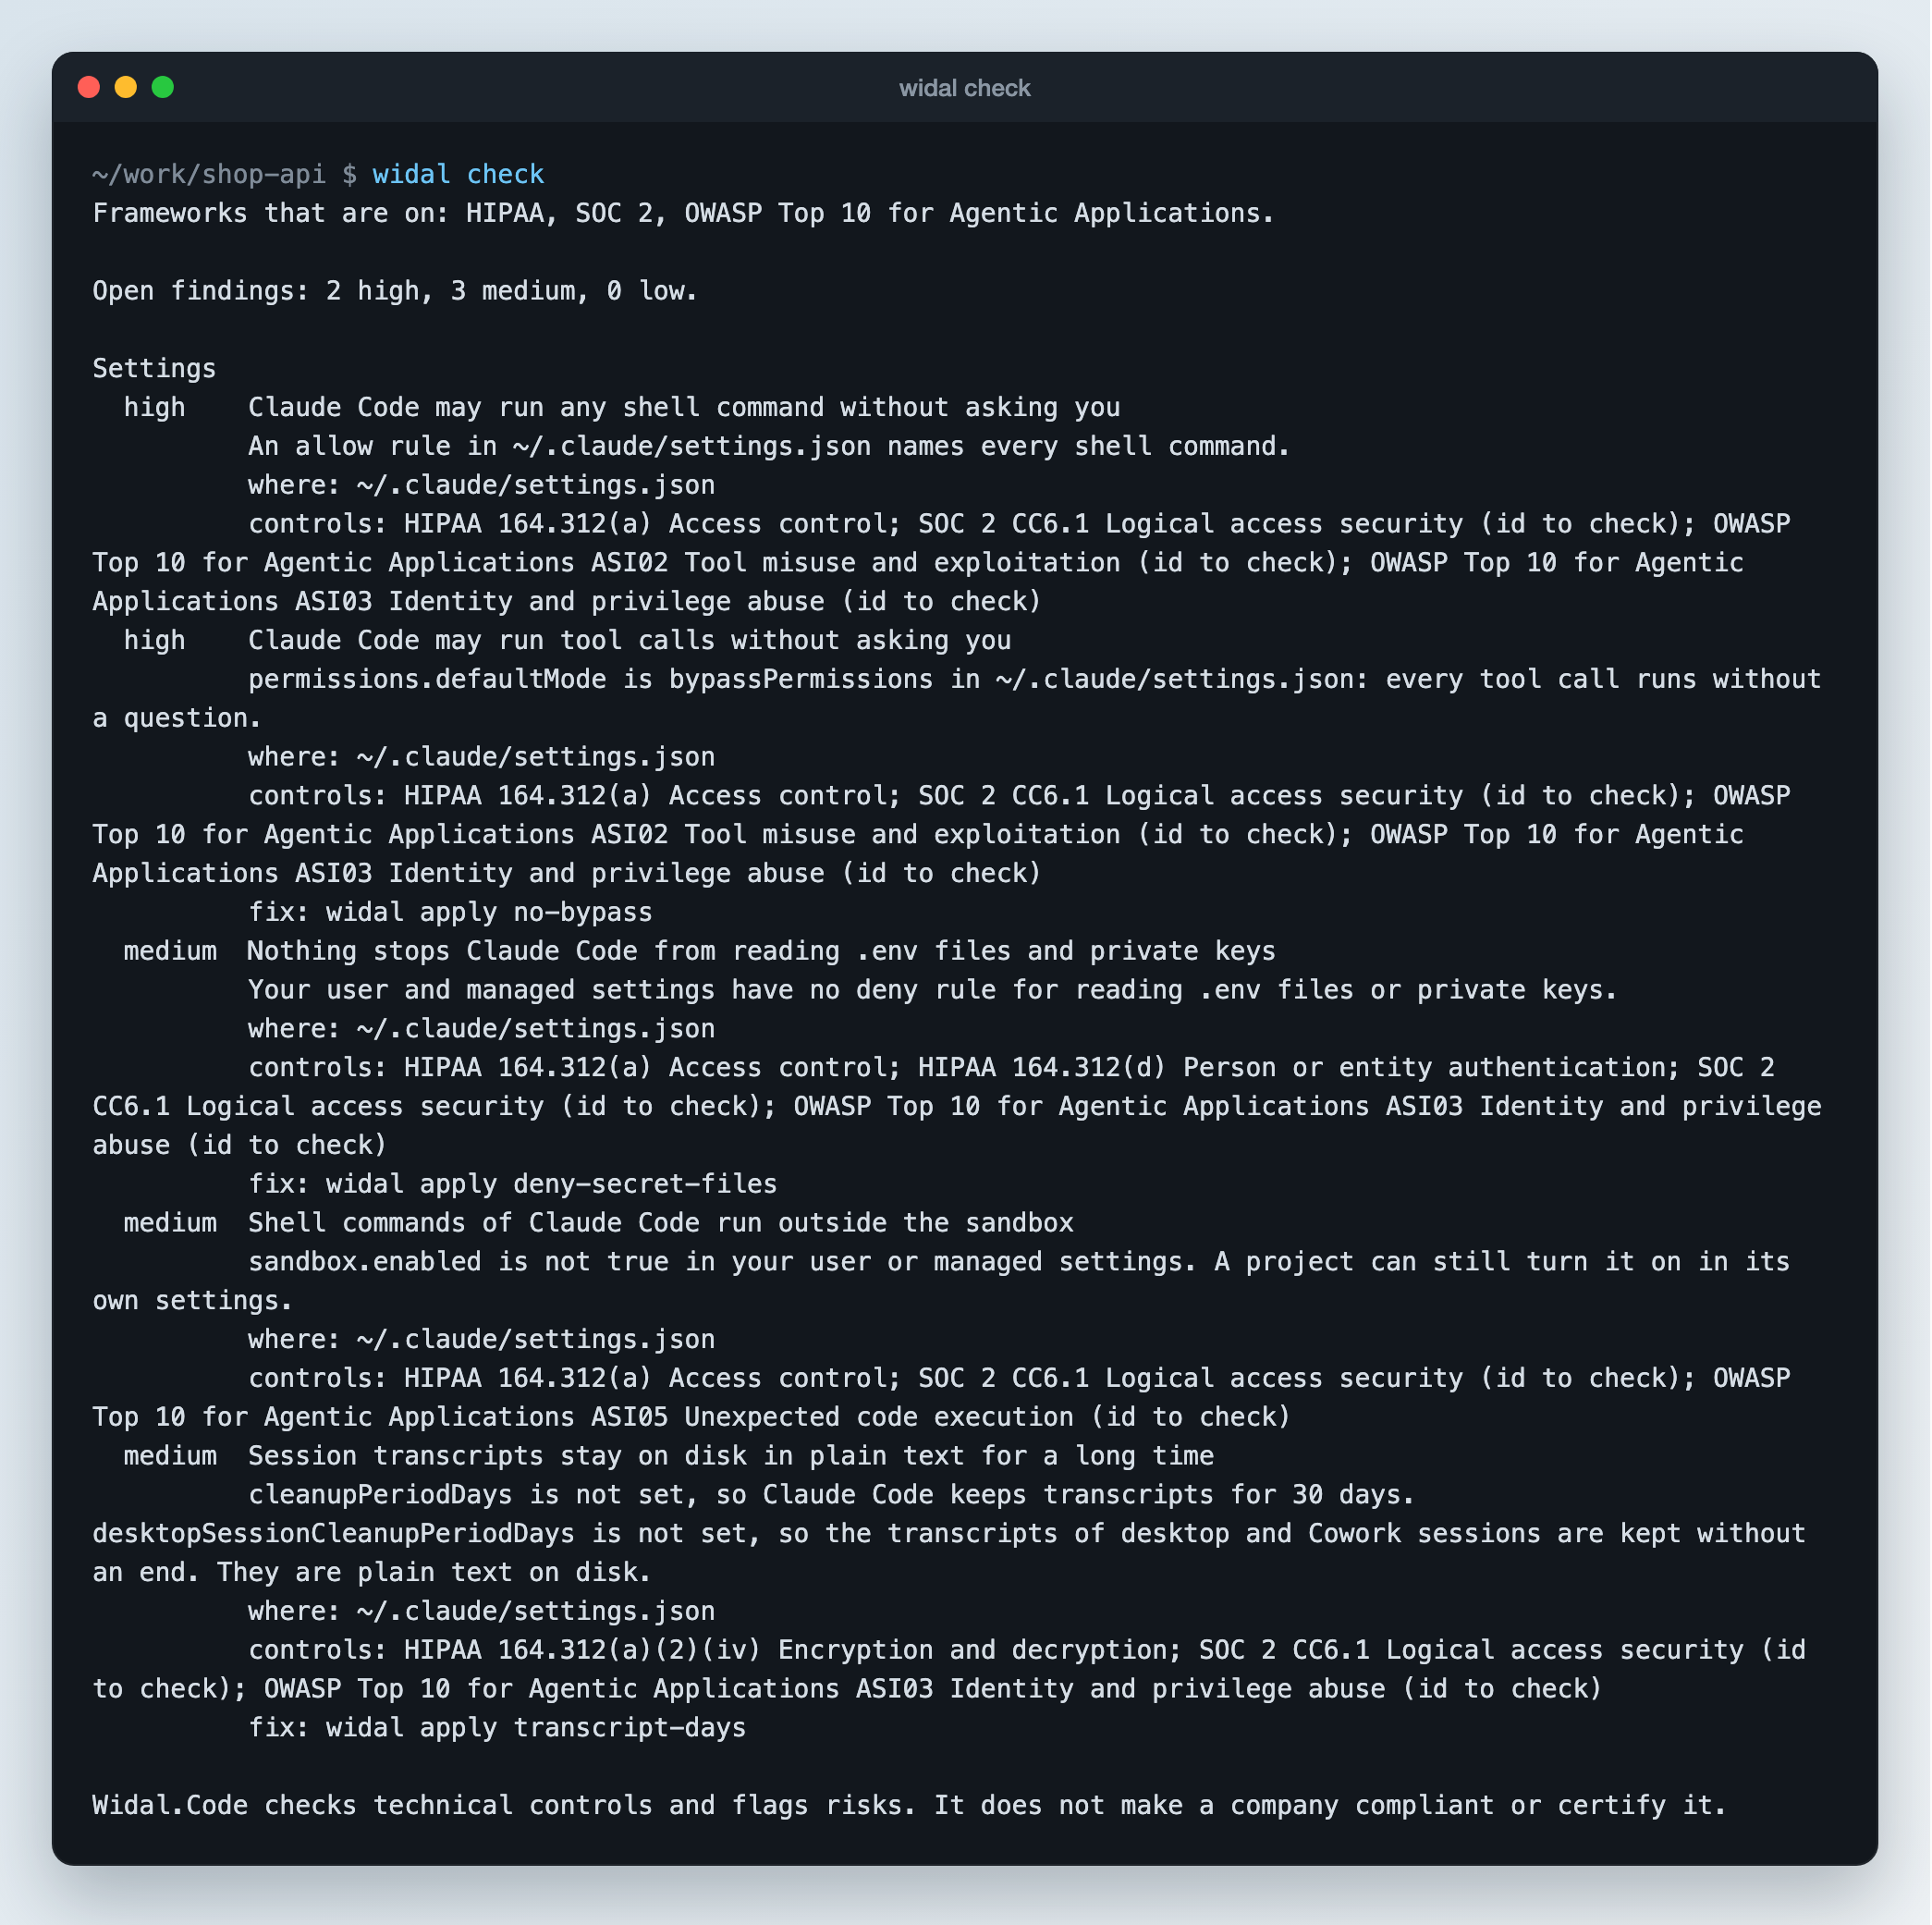 widal check
~/work/shop-api $ widal check
Frameworks that are on: HIPAA, SOC 2, OWASP Top 10 for Agentic Applications.
Open findings: 2 high, 3 medium, 0 low.
Settings
high    Claude Code may run any shell command without asking you
An allow rule in ~/.claude/settings.json names every shell command.
where: ~/.claude/settings.json
controls: HIPAA 164.312(a) Access control; SOC 2 CC6.1 Logical access security (id to check); OWASP
Top 10 for Agentic Applications ASI02 Tool misuse and exploitation (id to check); OWASP Top 10 for Agentic
Applications ASI03 Identity and privilege abuse (id to check)
high    Claude Code may run tool calls without asking you
permissions.defaultMode is bypassPermissions in ~/.claude/settings.json: every tool call runs without
a question.
where: ~/.claude/settings.json
controls: HIPAA 164.312(a) Access control; SOC 2 CC6.1 Logical access security (id to check); OWASP
Top 10 for Agentic Applications ASI02 Tool misuse and exploitation (id to check); OWASP Top 10 for Agentic
Applications ASI03 Identity and privilege abuse (id to check)
fix: widal apply no-bypass
medium  Nothing stops Claude Code from reading .env files and private keys
Your user and managed settings have no deny rule for reading .env files or private keys.
where: ~/.claude/settings.json
controls: HIPAA 164.312(a) Access control; HIPAA 164.312(d) Person or entity authentication; SOC 2
CC6.1 Logical access security (id to check); OWASP Top 10 for Agentic Applications ASI03 Identity and privilege
abuse (id to check)
fix: widal apply deny-secret-files
medium  Shell commands of Claude Code run outside the sandbox
sandbox.enabled is not true in your user or managed settings. A project can still turn it on in its
own settings.
where: ~/.claude/settings.json
controls: HIPAA 164.312(a) Access control; SOC 2 CC6.1 Logical access security (id to check); OWASP
Top 10 for Agentic Applications ASI05 Unexpected code execution (id to check)
medium  Session transcripts stay on disk in plain text for a long time
cleanupPeriodDays is not set, so Claude Code keeps transcripts for 30 days.
desktopSessionCleanupPeriodDays is not set, so the transcripts of desktop and Cowork sessions are kept without
an end. They are plain text on disk.
where: ~/.claude/settings.json
controls: HIPAA 164.312(a)(2)(iv) Encryption and decryption; SOC 2 CC6.1 Logical access security (id
to check); OWASP Top 10 for Agentic Applications ASI03 Identity and privilege abuse (id to check)
fix: widal apply transcript-days
Widal.Code checks technical controls and flags risks. It does not make a company compliant or certify it.